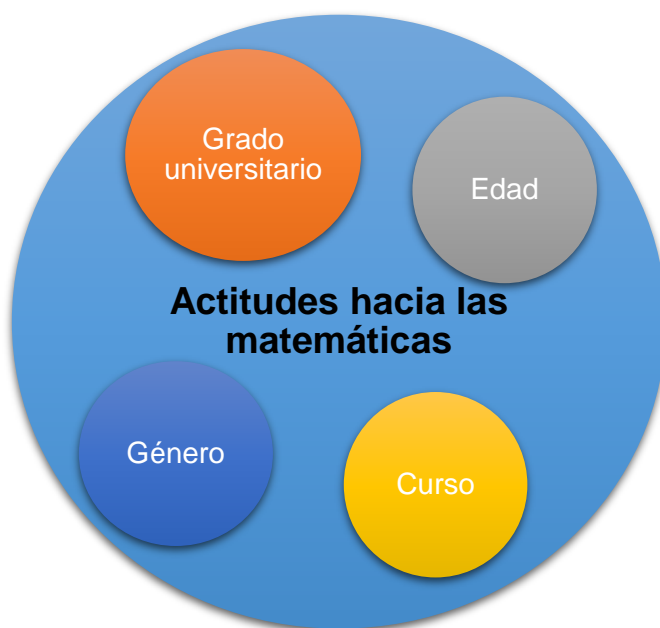 Grado
universitario
Edad
Actitudes hacia las
matemáticas
Género
Curso